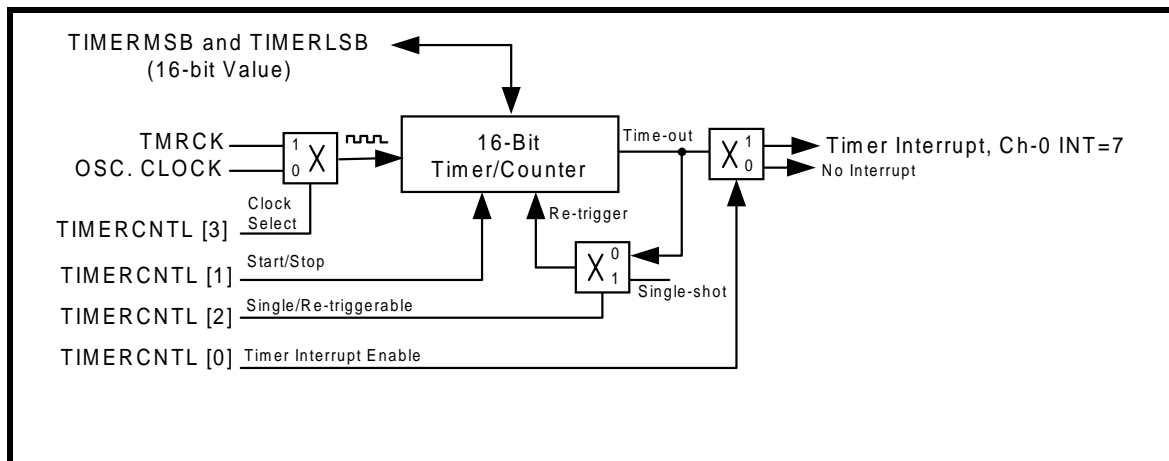 TIMERMSB and TIMERLSB
(16-bit Value)
TMRCK
OSC. CLOCK
1
0
X
Clock
Select
TIMERCNTL [3]
16-Bit
Timer/Counter
Time-out
X
1
0
Timer Interrupt, Ch-0 INT=7
No Interrupt
Re-trigger
X
0
1
Single-shot
TIMERCNTL [1]
Start/Stop
TIMERCNTL [2]
Single/Re-triggerable
TIMERCNTL [0]
Timer Interrupt Enable